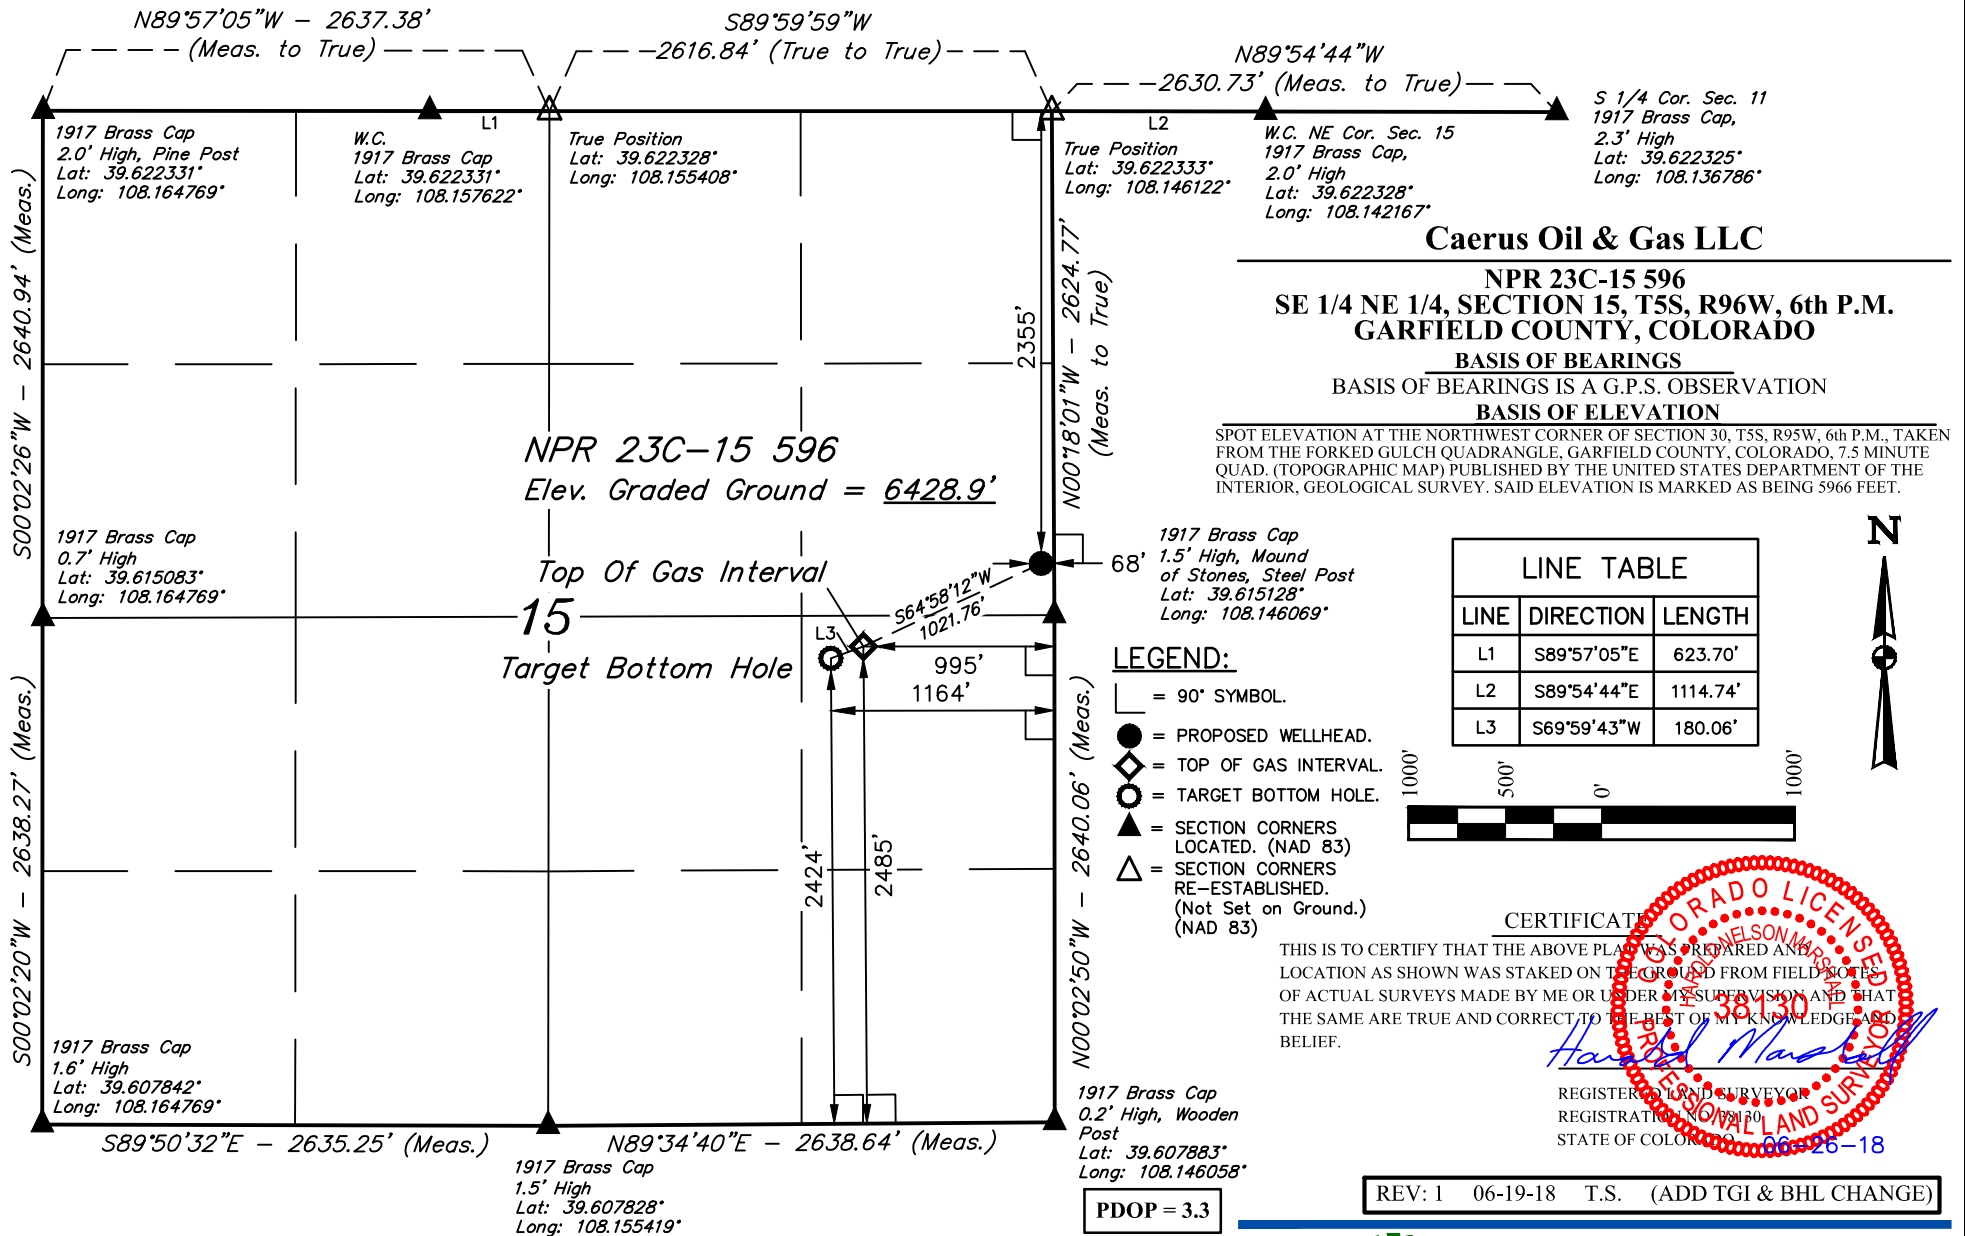 N89°57'05"W - 2637.38'
(Meas. to True)
S89°59'59"W
2616.84' (True to True)
N89°54'44"W
2630.73' (Meas. to True)
1917 Brass Cap
2.0' High, Pine Post
Lat: 39.622331°
Long: 108.164769°
L1
W.C.
1917 Brass Cap
Lat: 39.622331°
Long: 108.157622°
True Position
Lat: 39.622328°
Long: 108.155408°
L2
True Position
Lat: 39.622333°
Long: 108.146122°
W.C. NE Cor. Sec. 15
1917 Brass Cap,
2.0' High
Lat: 39.622328°
Long: 108.142167°
S 1/4 Cor. Sec. 11
1917 Brass Cap,
2.3' High
Lat: 39.622325°
Long: 108.136786°
Caerus Oil & Gas LLC
NPR 23C-15 596
SE 1/4 NE 1/4, SECTION 15, T5S, R96W, 6th P.M.
GARFIELD COUNTY, COLORADO
BASIS OF BEARINGS
BASIS OF BEARINGS IS A G.P.S. OBSERVATION
BASIS OF ELEVATION
SPOT ELEVATION AT THE NORTHWEST CORNER OF SECTION 30, T5S, R95W, 6th P.M., TAKEN
FROM THE FORKED GULCH QUADRANGLE, GARFIELD COUNTY, COLORADO, 7.5 MINUTE
QUAD. (TOPOGRAPHIC MAP) PUBLISHED BY THE UNITED STATES DEPARTMENT OF THE
INTERIOR, GEOLOGICAL SURVEY. SAID ELEVATION IS MARKED AS BEING 5966 FEET.
S00°02'26"W - 2640.94' (Meas.)
2355'
N00°18'01"W - 2624.77'
(Meas. to True)
NPR 23C-15 596
Elev. Graded Ground = 6428.9'
1917 Brass Cap
0.7' High
Lat: 39.615083°
Long: 108.164769°
Top Of Gas Interval
15
Target Bottom Hole
L3
S64°58'12"W
1021.76'
68'
1917 Brass Cap
1.5' High, Mound
of Stones, Steel Post
Lat: 39.615128°
Long: 108.146069°
995'
1164'
2424'
2485'
S00°02'20"W - 2638.27' (Meas.)
N00°02'50"W - 2640.06' (Meas.)
LEGEND:
= 90° SYMBOL.
= PROPOSED WELLHEAD.
= TOP OF GAS INTERVAL.
= TARGET BOTTOM HOLE.
= SECTION CORNERS
LOCATED. (NAD 83)
= SECTION CORNERS
RE-ESTABLISHED.
(Not Set on Ground.)
(NAD 83)
LINE TABLE
LINE DIRECTION LENGTH
L1 S89°57'05"E 623.70'
L2 S89°54'44"E 1114.74'
L3 S69°59'43"W 180.06'
N
1000' 500' 0' 1000'
CERTIFICATE
THIS IS TO CERTIFY THAT THE ABOVE PLAT WAS PREPARED AND
LOCATION AS SHOWN WAS STAKED ON THE GROUND FROM FIELD NOTES
OF ACTUAL SURVEYS MADE BY ME OR UNDER MY SUPERVISION AND THAT
THE SAME ARE TRUE AND CORRECT TO THE BEST OF MY KNOWLEDGE AND
BELIEF.
COLORADO LICENSED
HAROLD NELSON MARSHALL
38130
PROFESSIONAL LAND SURVEYOR
Harold Marshall
REGISTERED LAND SURVEYOR
REGISTRATION NO. 38130
STATE OF COLORADO
06-26-18
1917 Brass Cap
1.6' High
Lat: 39.607842°
Long: 108.164769°
S89°50'32"E - 2635.25' (Meas.)
N89°34'40"E - 2638.64' (Meas.)
1917 Brass Cap
1.5' High
Lat: 39.607828°
Long: 108.155419°
1917 Brass Cap
0.2' High, Wooden
Post
Lat: 39.607883°
Long: 108.146058°
PDOP = 3.3
REV: 1 06-19-18 T.S. (ADD TGI & BHL CHANGE)